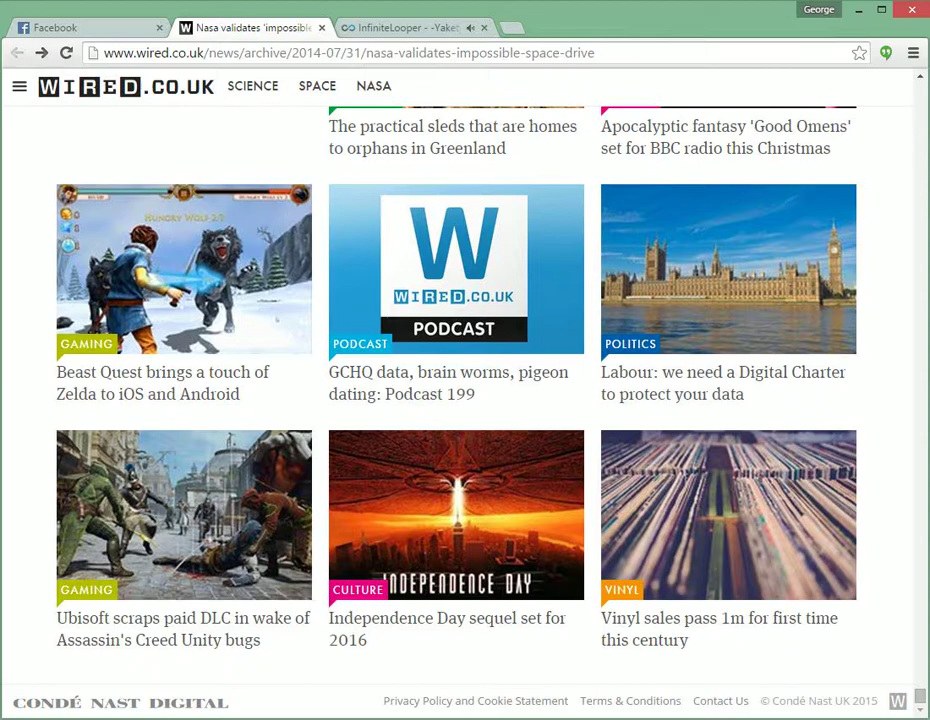 George
Facebook
Nasa validates 'impossible
InfiniteLooper - -Yaket
www.wired.co.uk/news/archive/2014-07/31/nasa-validates-impossible-space-drive
WIRED.CO.UK SCIENCE SPACE NASA
The practical sleds that are homes
to orphans in Greenland
Apocalyptic fantasy 'Good Omens'
set for BBC radio this Christmas
HUNGRY WOLF 2/2
GAMING
Beast Quest brings a touch of
Zelda to iOS and Android
W
WIRED.CO.UK
PODCAST
PODCAST
GCHQ data, brain worms, pigeon
dating: Podcast 199
POLITICS
Labour: we need a Digital Charter
to protect your data
GAMING
Ubisoft scraps paid DLC in wake of
Assassin's Creed Unity bugs
INDEPENDENCE DAY
CULTURE
Independence Day sequel set for
2016
VINYL
Vinyl sales pass 1m for first time
this century
CONDÉ NAST DIGITAL
Privacy Policy and Cookie Statement Terms & Conditions Contact Us © Condé Nast UK 2015 W